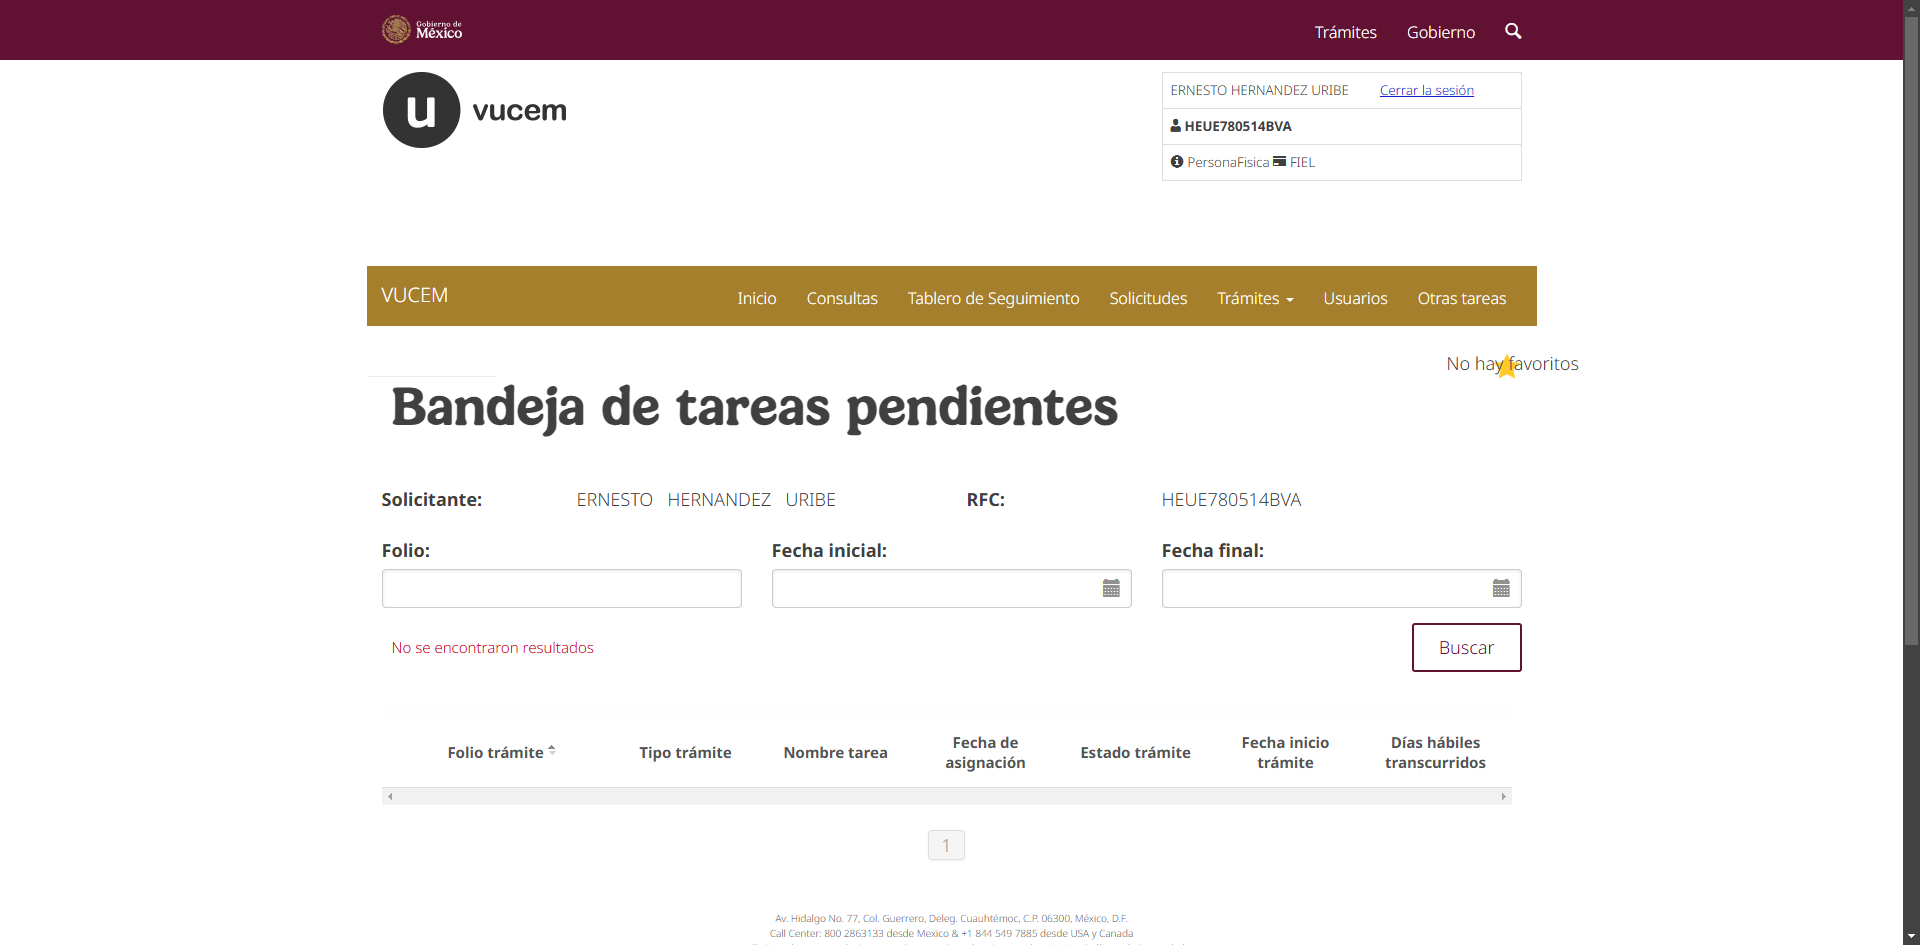 Gobierno de
México
Trámites
Gobierno
u vucem
ERNESTO HERNANDEZ URIBE Cerrar la sesión
HEUE780514BVA
PersonaFisica FIEL
VUCEM
Inicio
Consultas
Tablero de Seguimiento
Solicitudes
Trámites
Usuarios
Otras tareas
No hay favoritos
Bandeja de tareas pendientes
Solicitante: ERNESTO HERNANDEZ URIBE RFC: HEUE780514BVA
Folio:
Fecha inicial:
Fecha final:
No se encontraron resultados
Buscar
Folio trámite
Tipo trámite
Nombre tarea
Fecha de
asignación
Estado trámite
Fecha inicio
trámite
Días hábiles
transcurridos
1
Av. Hidalgo No. 77, Col. Guerrero, Deleg. Cuauhtémoc, C.P. 06300, México, D.F.
Call Center: 800 2863133 desde Mexico & +1 844 549 7885 desde USA y Canada